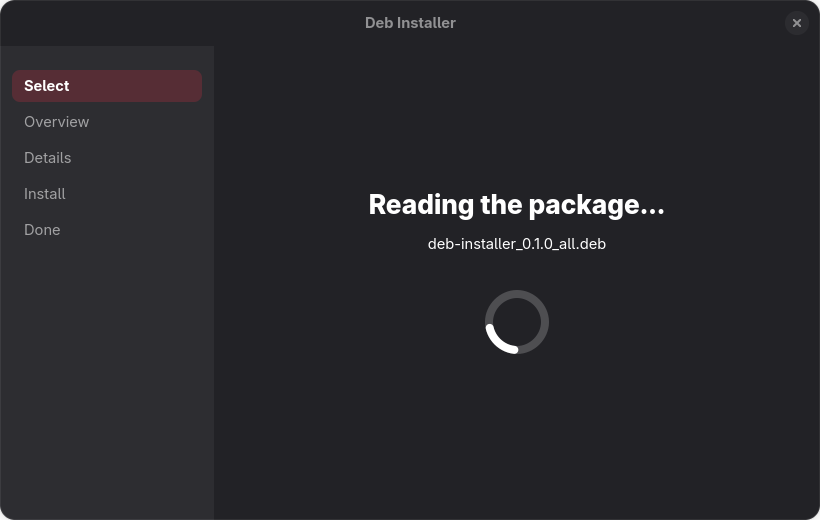 Deb Installer
Select
Overview
Details
Install
Done
Reading the package...
deb-installer_0.1.0_all.deb